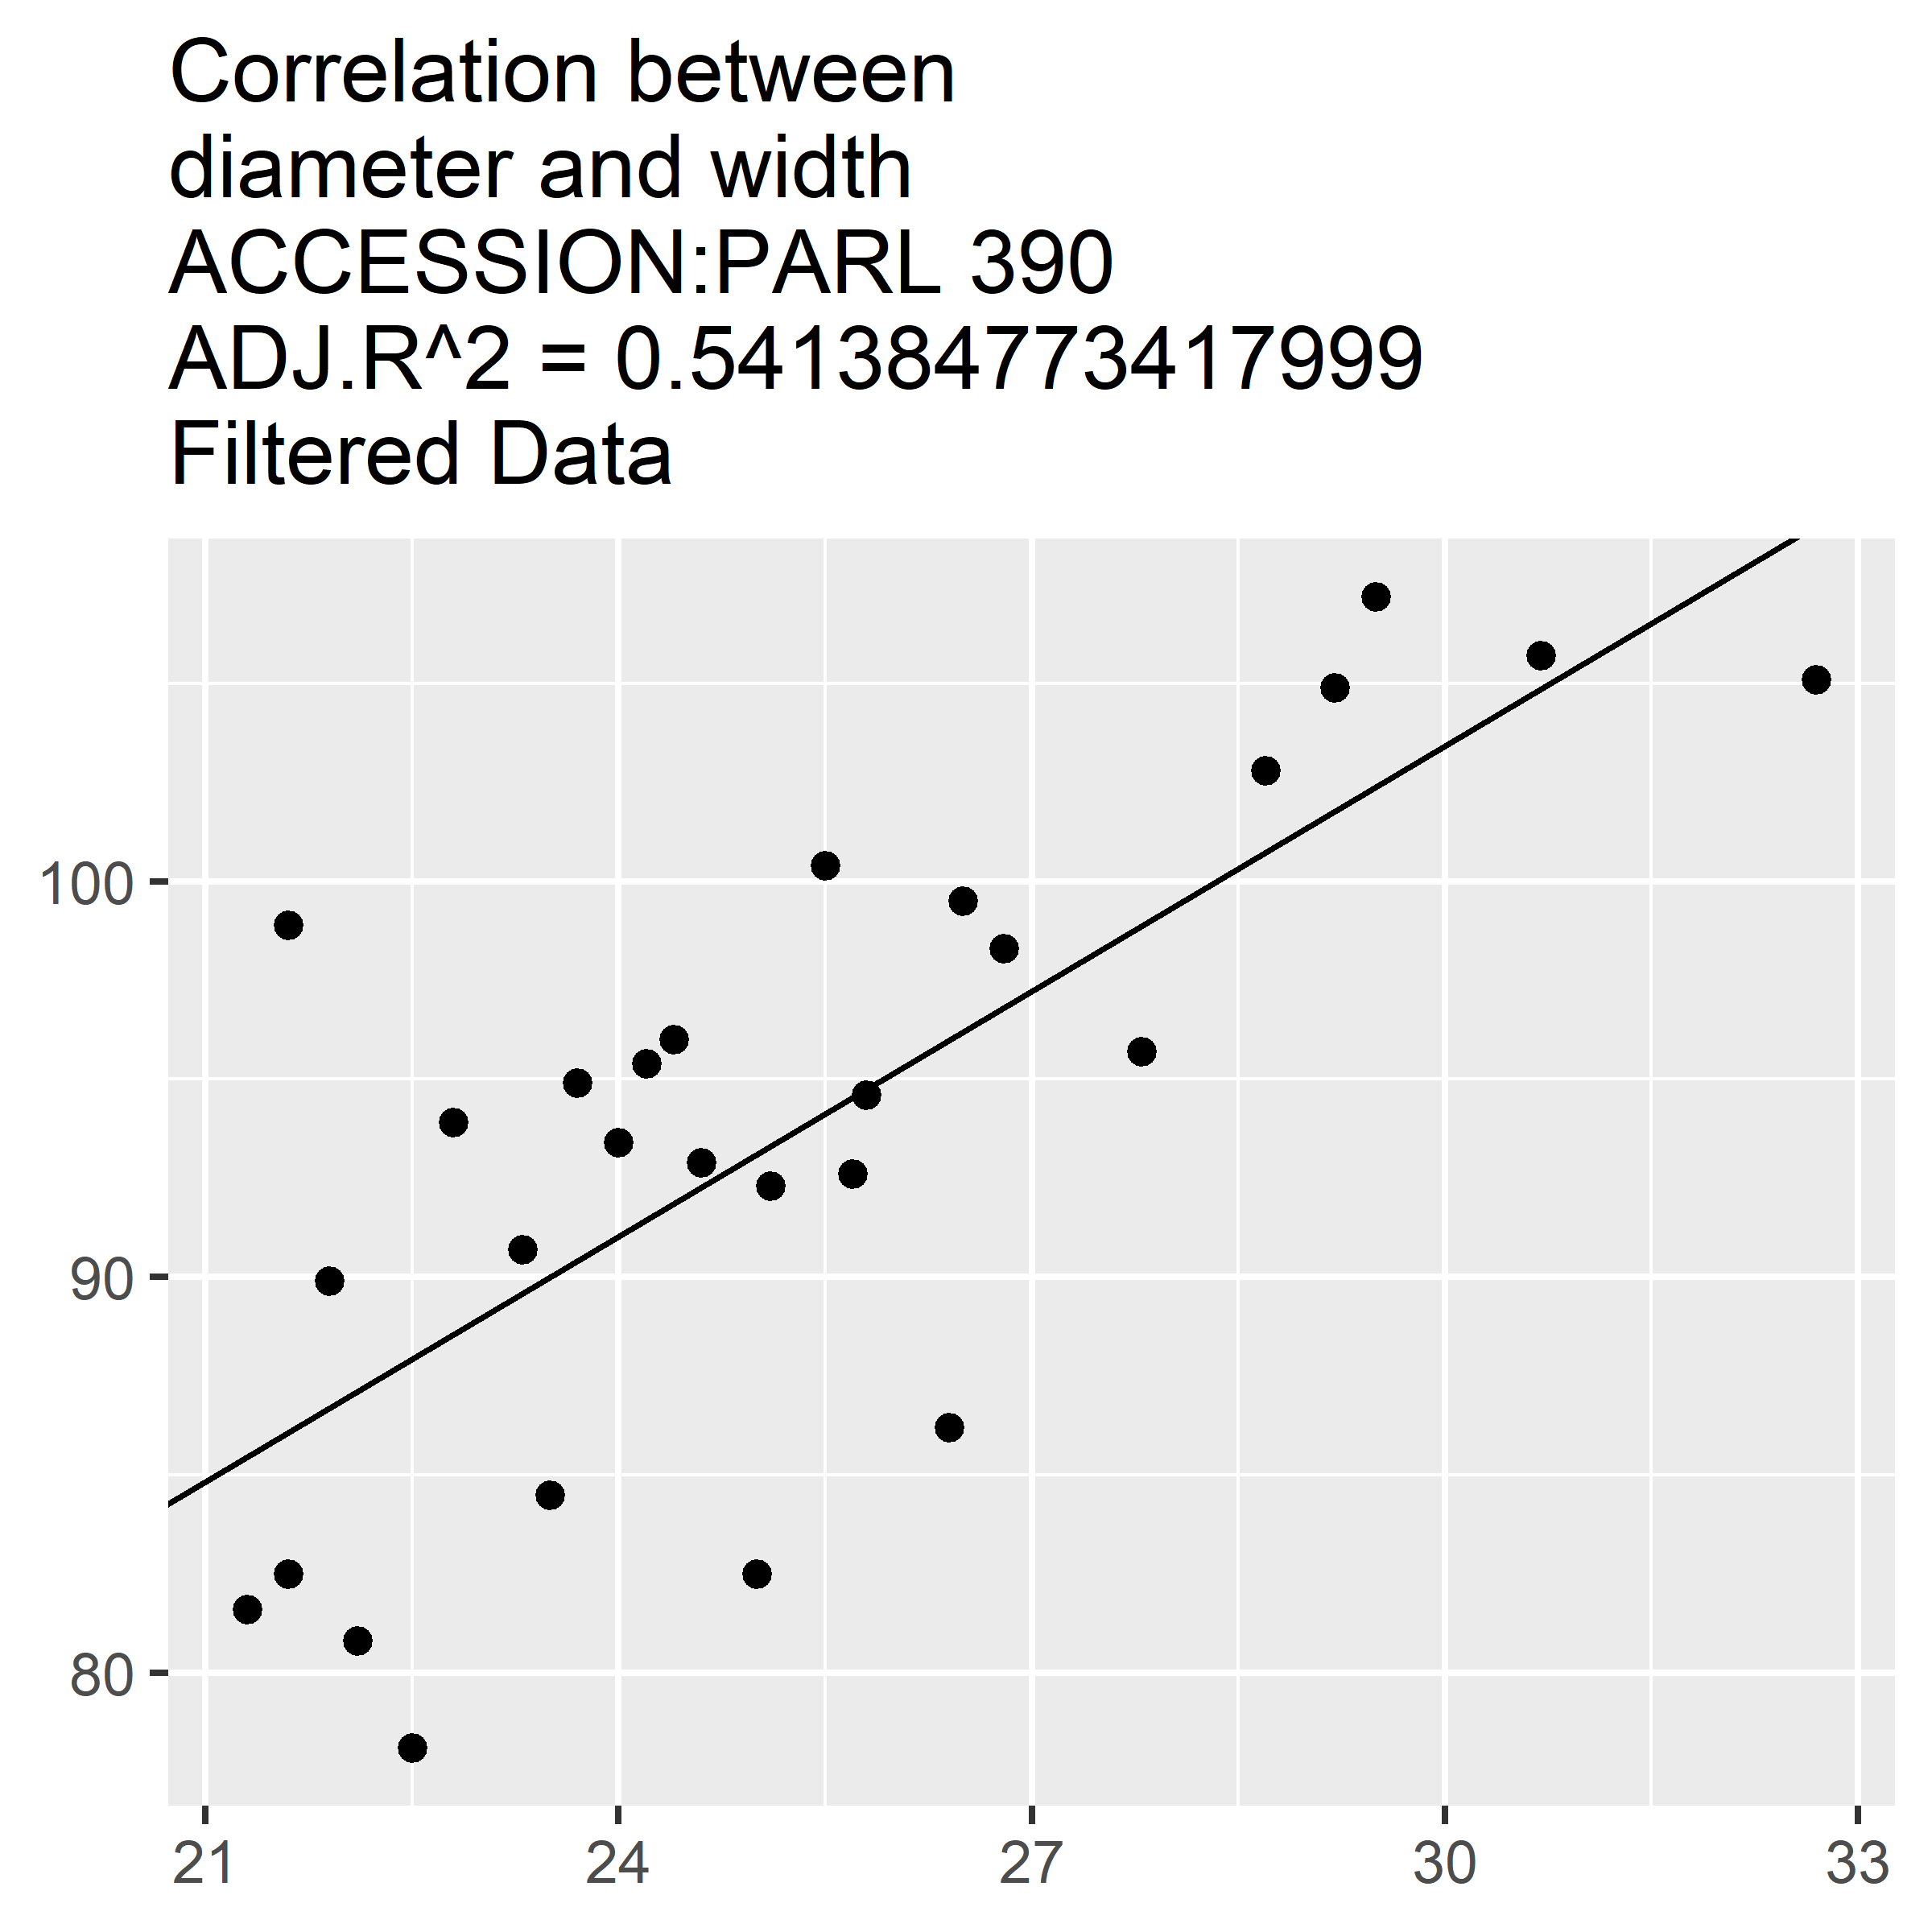 Correlation between
diameter and width
ACCESSION:PARL 390
ADJ.R^2 = 0.541384773417999
Filtered Data
100
90
80
21 24 27 30 33